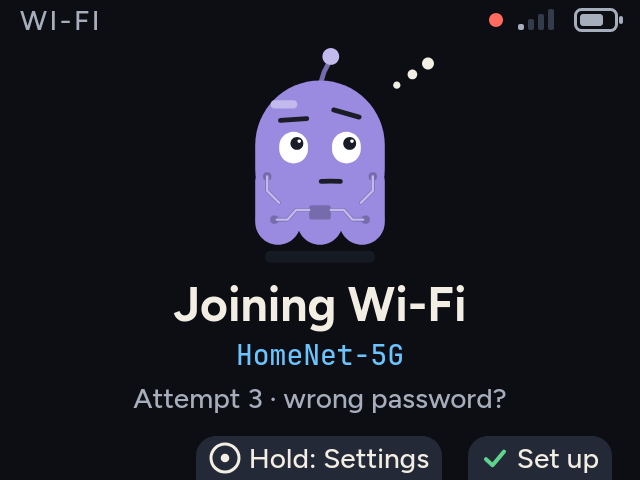 WI-FI
Joining Wi-Fi
HomeNet-5G
Attempt 3 · wrong password?
Hold: Settings
Set up